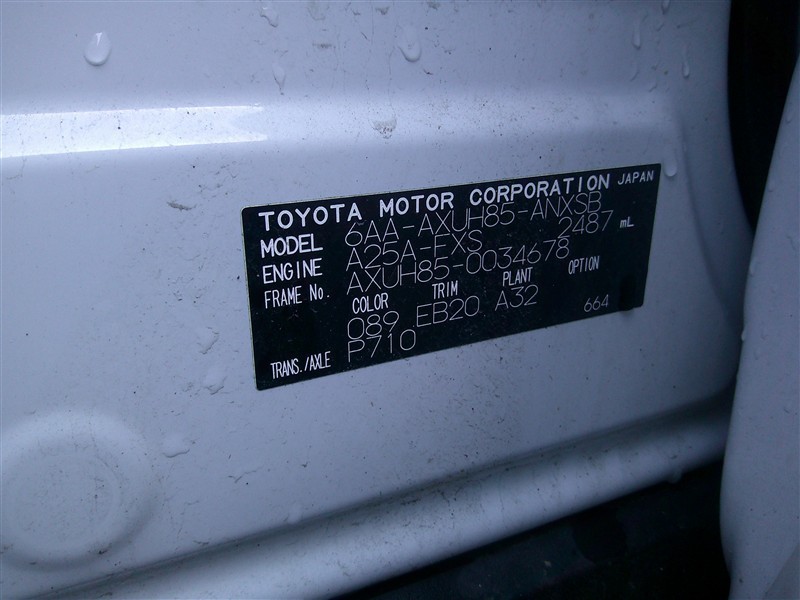 TOYOTA MOTOR CORPORATION JAPAN
MODEL 6AA-AXUH85-ANXSB
ENGINE A25A-FXS 2487 mL
FRAME No. AXUH85-0034678
COLOR TRIM PLANT OPTION
089 EB20 A32 664
TRANS./AXLE P710